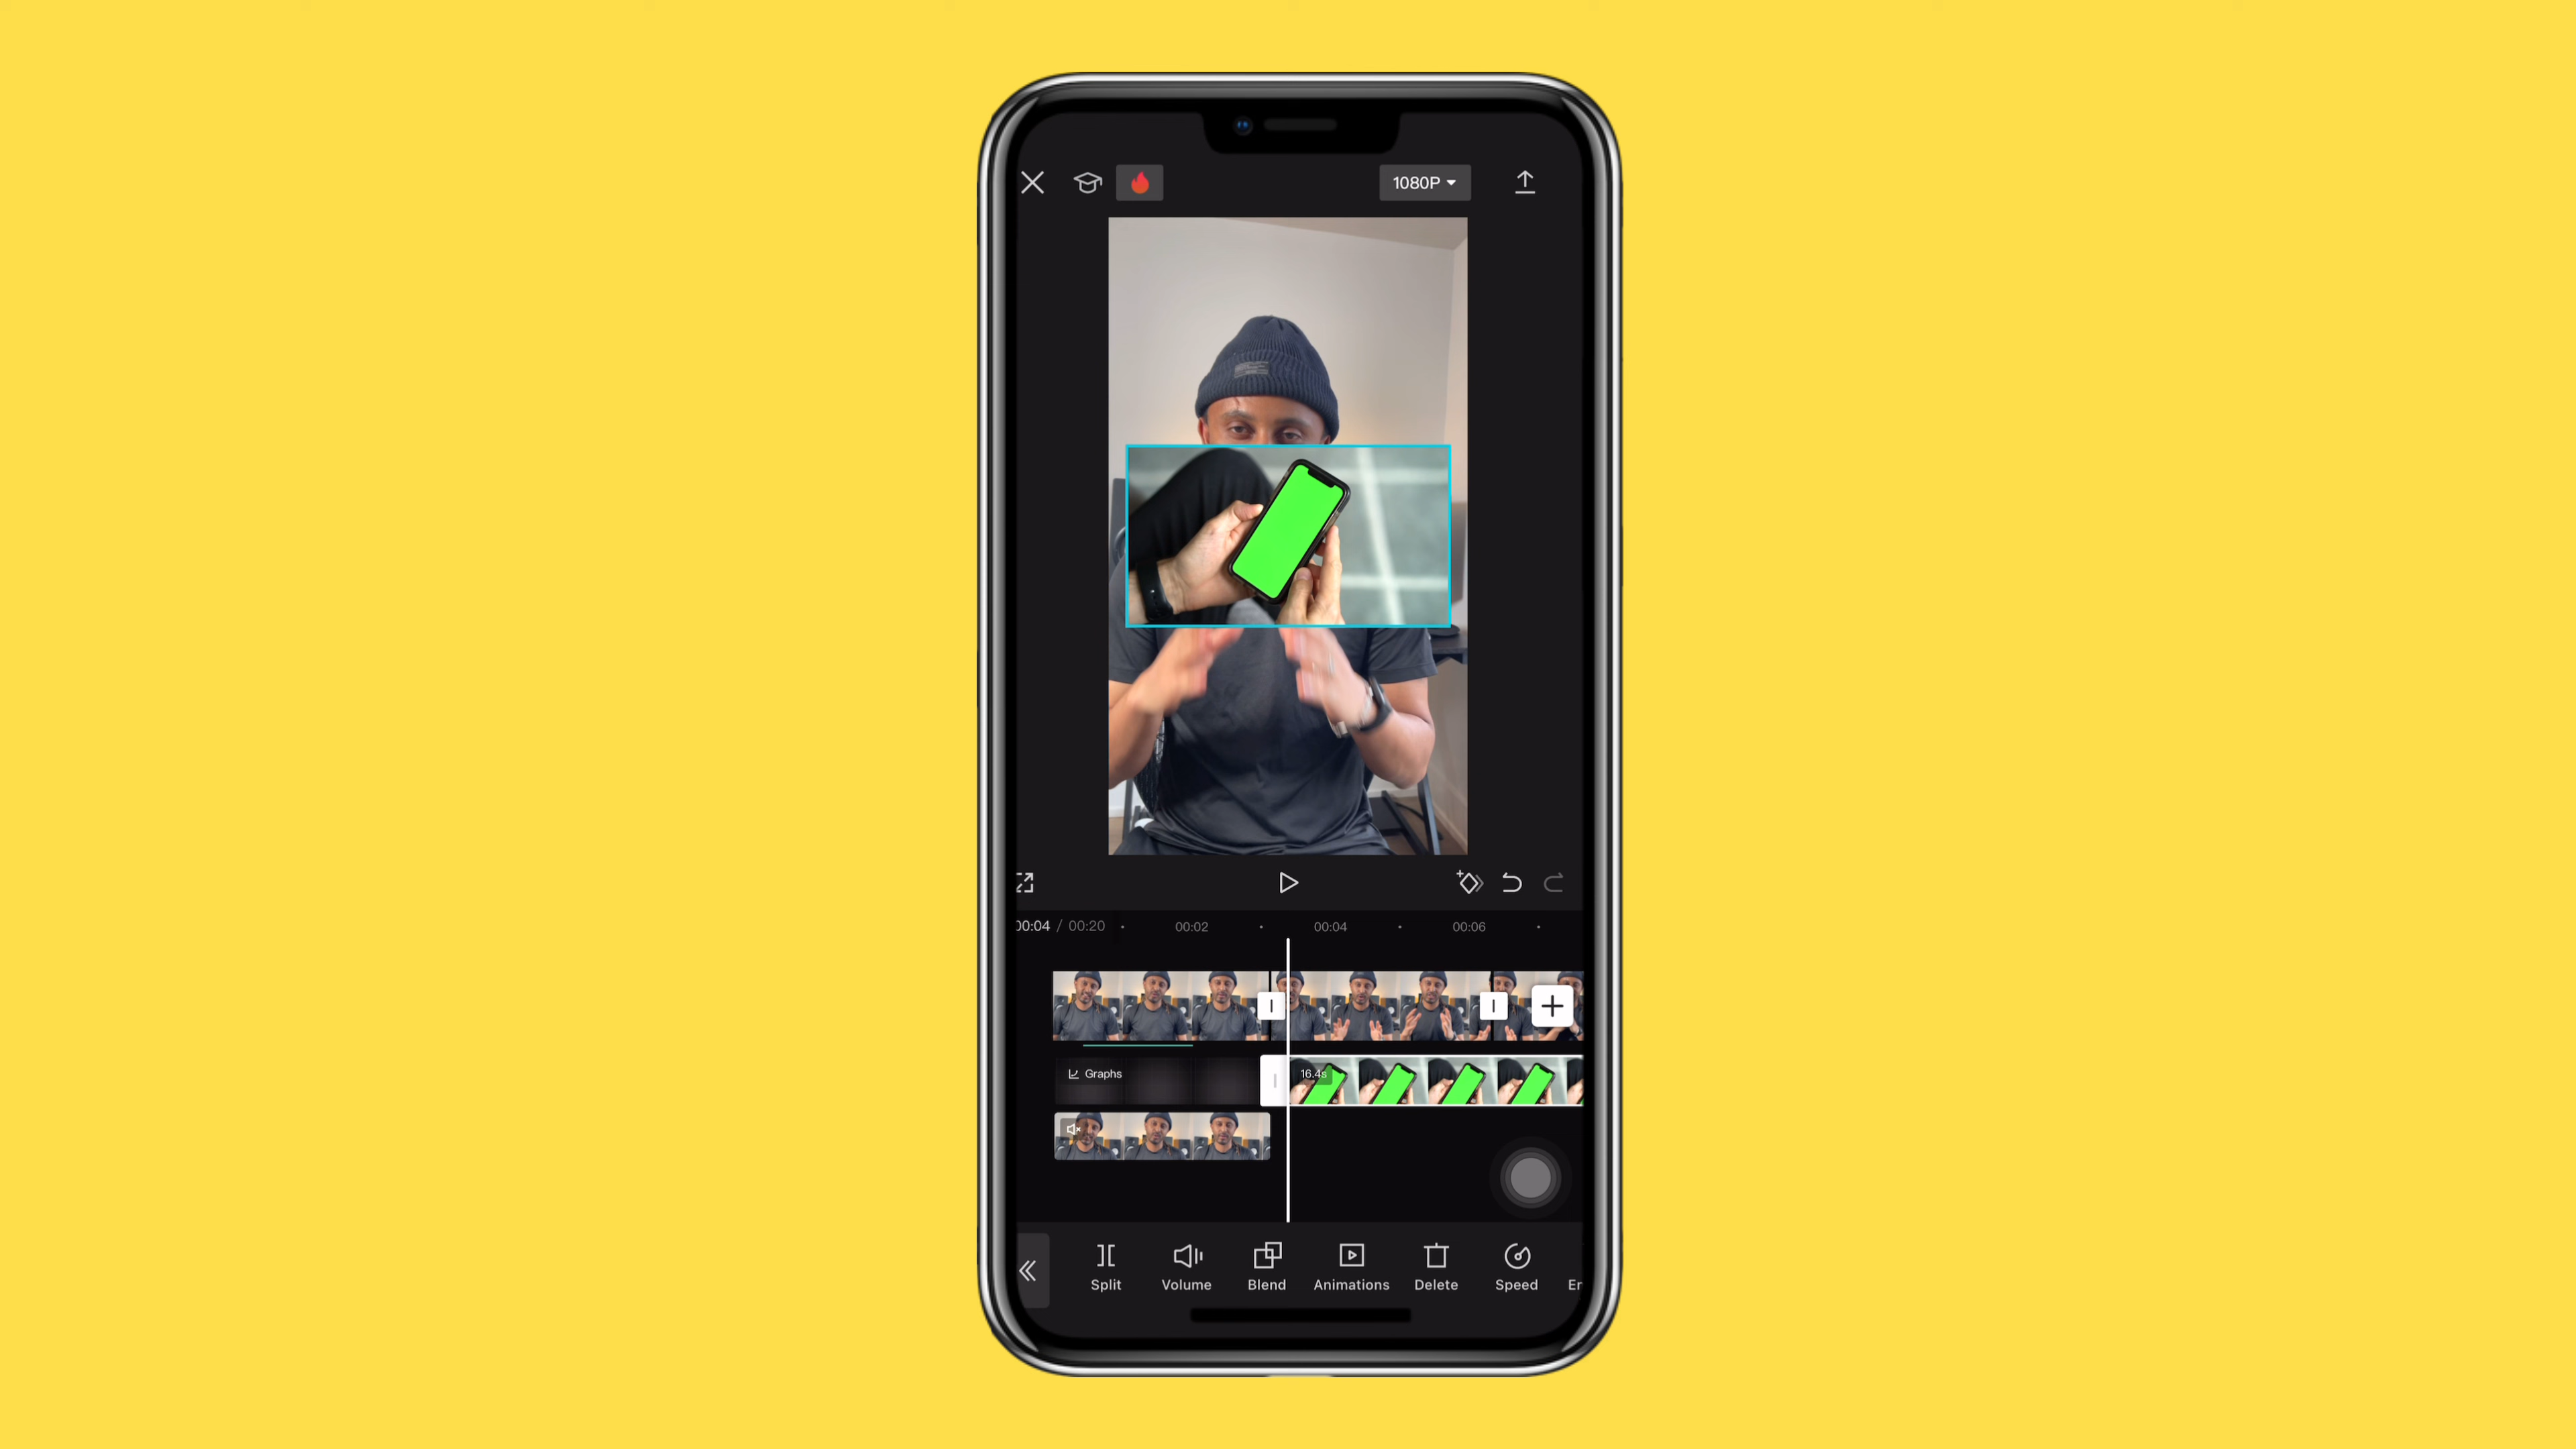 1080P
00:04 / 00:20
00:02
00:04
00:06
Graphs
16.4s
Split
Volume
Blend
Animations
Delete
Speed